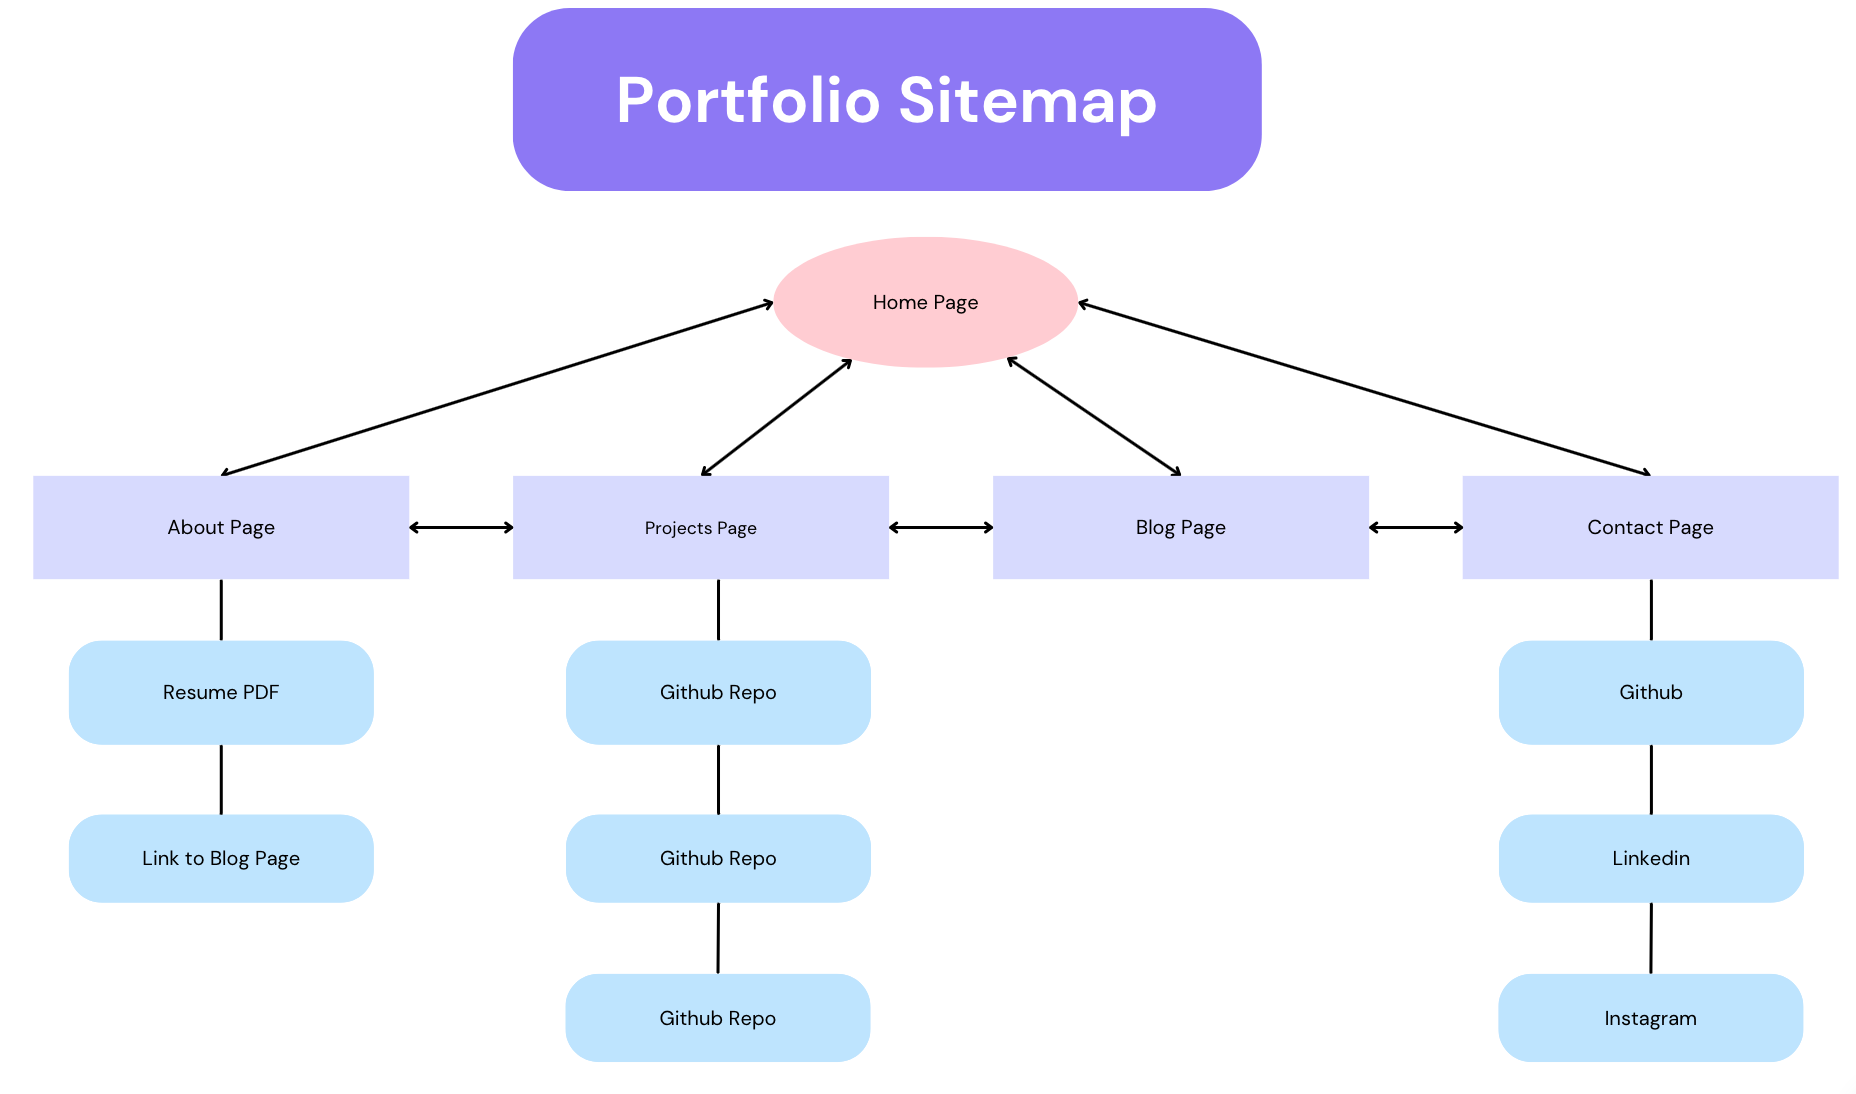 Portfolio Sitemap
Home Page
About Page
Projects Page
Blog Page
Contact Page
Resume PDF
Github Repo
Github
Link to Blog Page
Github Repo
Linkedin
Github Repo
Instagram